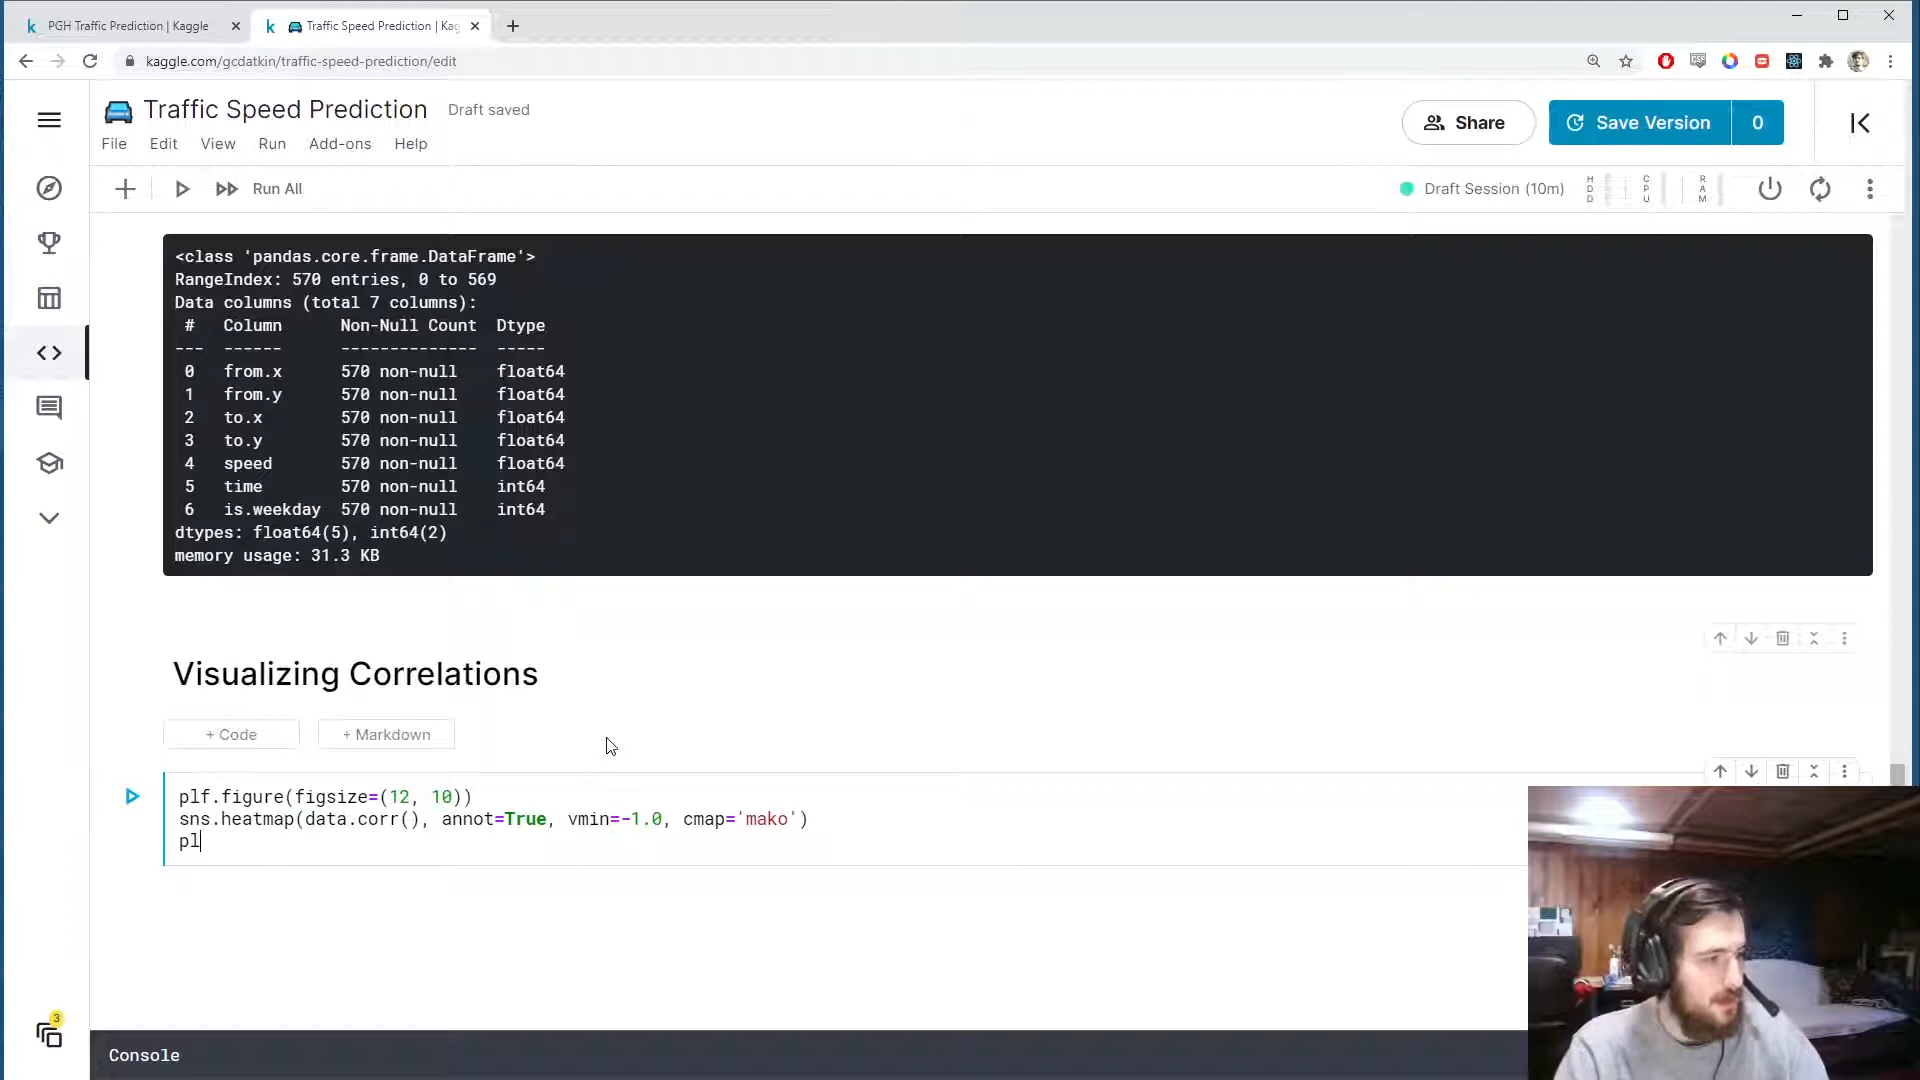 PGH Traffic Prediction | Kaggle
Traffic Speed Prediction | Kag
kaggle.com/gcdatkin/traffic-speed-prediction/edit
Traffic Speed Prediction Draft saved
Share
Save Version 0
File Edit View Run Add-ons Help
Run All
Draft Session (10m)
HDD
CPU
RAM
<class 'pandas.core.frame.DataFrame'>
RangeIndex: 570 entries, 0 to 569
Data columns (total 7 columns):
# Column Non-Null Count Dtype
--- ------ -------------- -----
0 from.x 570 non-null float64
1 from.y 570 non-null float64
2 to.x 570 non-null float64
3 to.y 570 non-null float64
4 speed 570 non-null float64
5 time 570 non-null int64
6 is.weekday 570 non-null int64
dtypes: float64(5), int64(2)
memory usage: 31.3 KB
Visualizing Correlations
+ Code + Markdown
plf.figure(figsize=(12, 10))
sns.heatmap(data.corr(), annot=True, vmin=-1.0, cmap='mako')
pl
3
Console